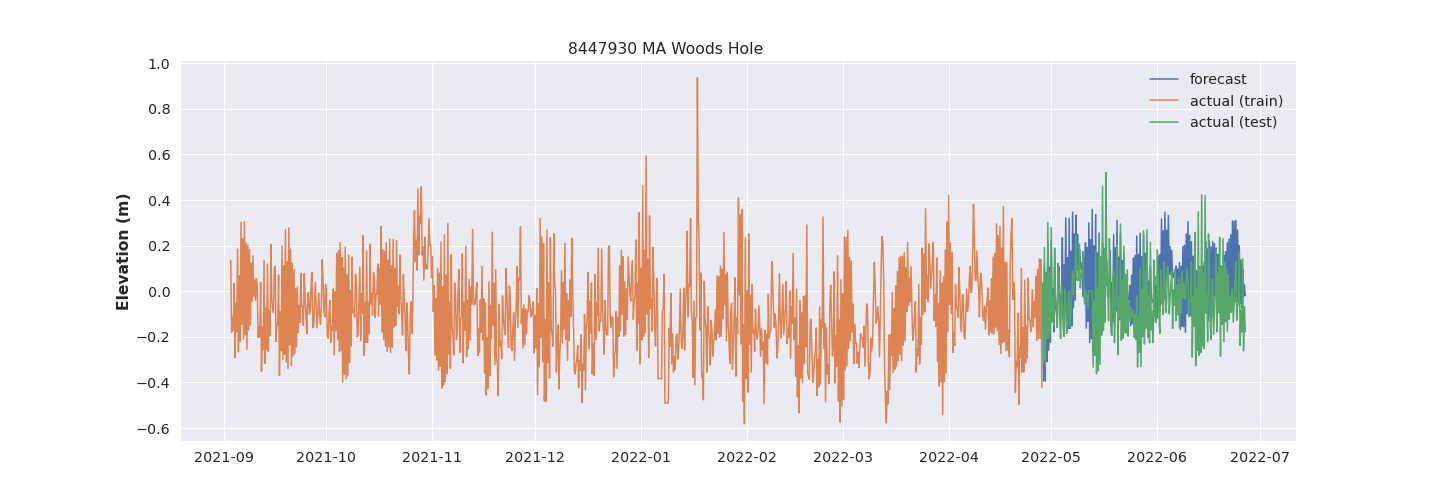 8447930 MA Woods Hole
Elevation (m)
1.0
0.8
0.6
0.4
0.2
0.0
−0.2
−0.4
−0.6
forecast
actual (train)
actual (test)
2021-09 2021-10 2021-11 2021-12 2022-01 2022-02 2022-03 2022-04 2022-05 2022-06 2022-07